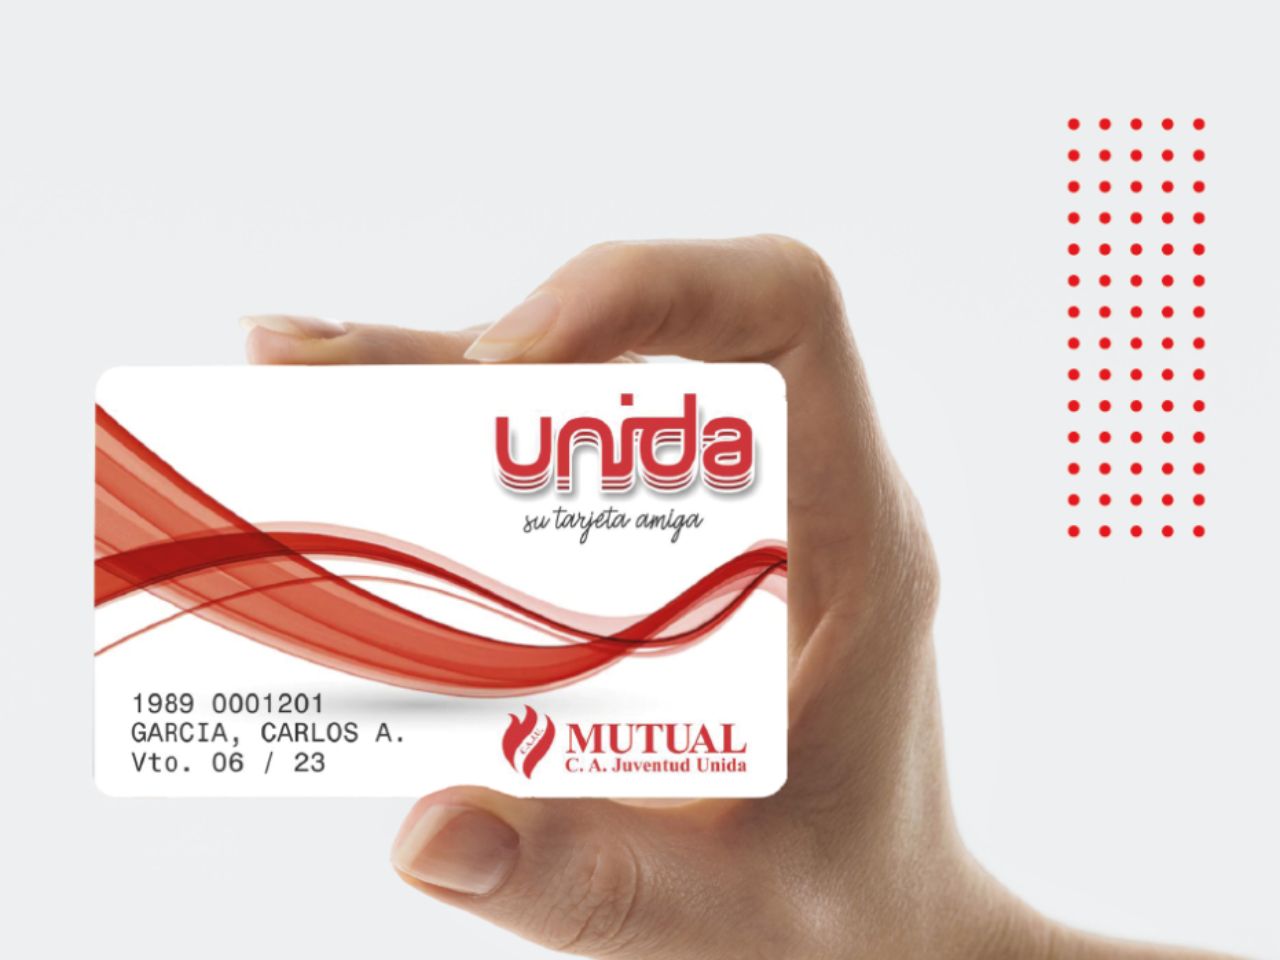 unida
su tarjeta amiga
1989 0001201
GARCIA, CARLOS A.
Vto. 06 / 23
C.A.J.U.
MUTUAL
C. A. Juventud Unida